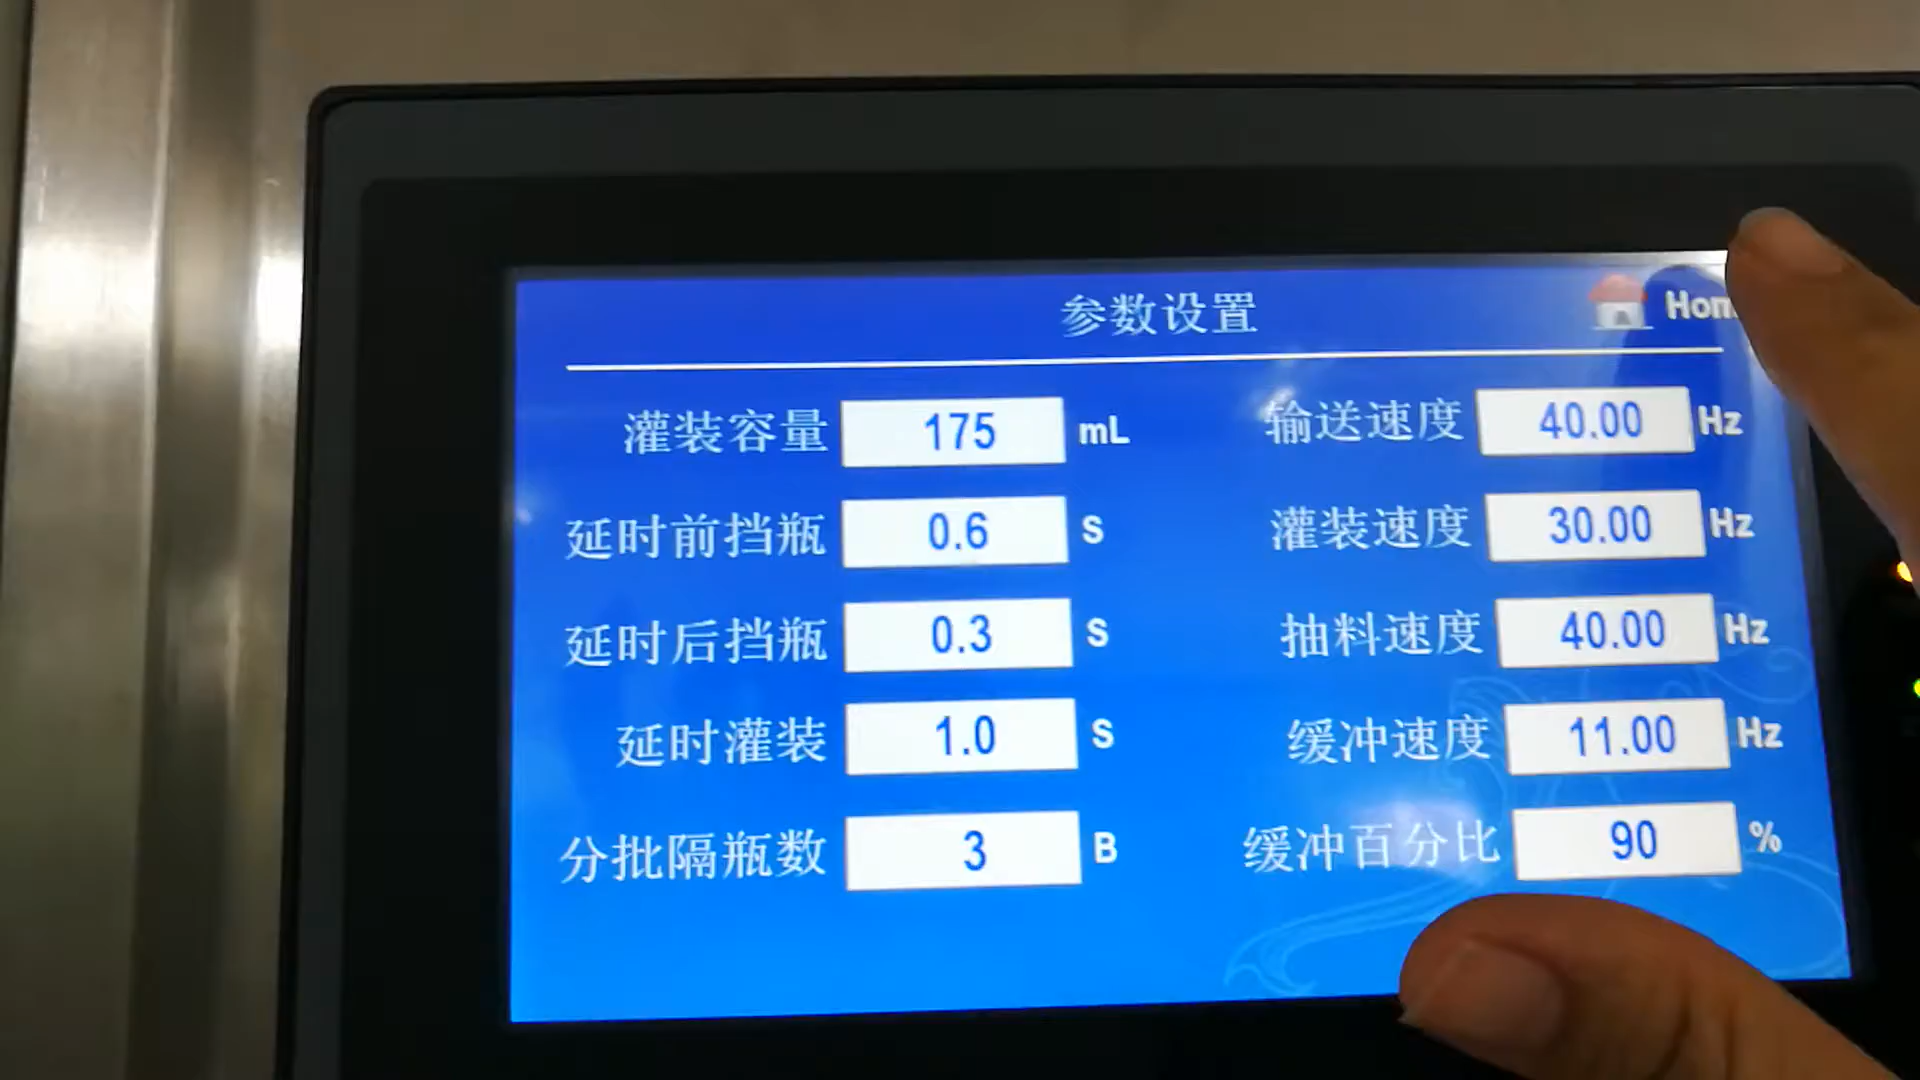 参数设置
Hom
灌装容量 175 mL
输送速度 40.00 Hz
延时前挡瓶 0.6 S
灌装速度 30.00 Hz
延时后挡瓶 0.3 S
抽料速度 40.00 Hz
延时灌装 1.0 S
缓冲速度 11.00 Hz
分批隔瓶数 3 B
缓冲百分比 90 %